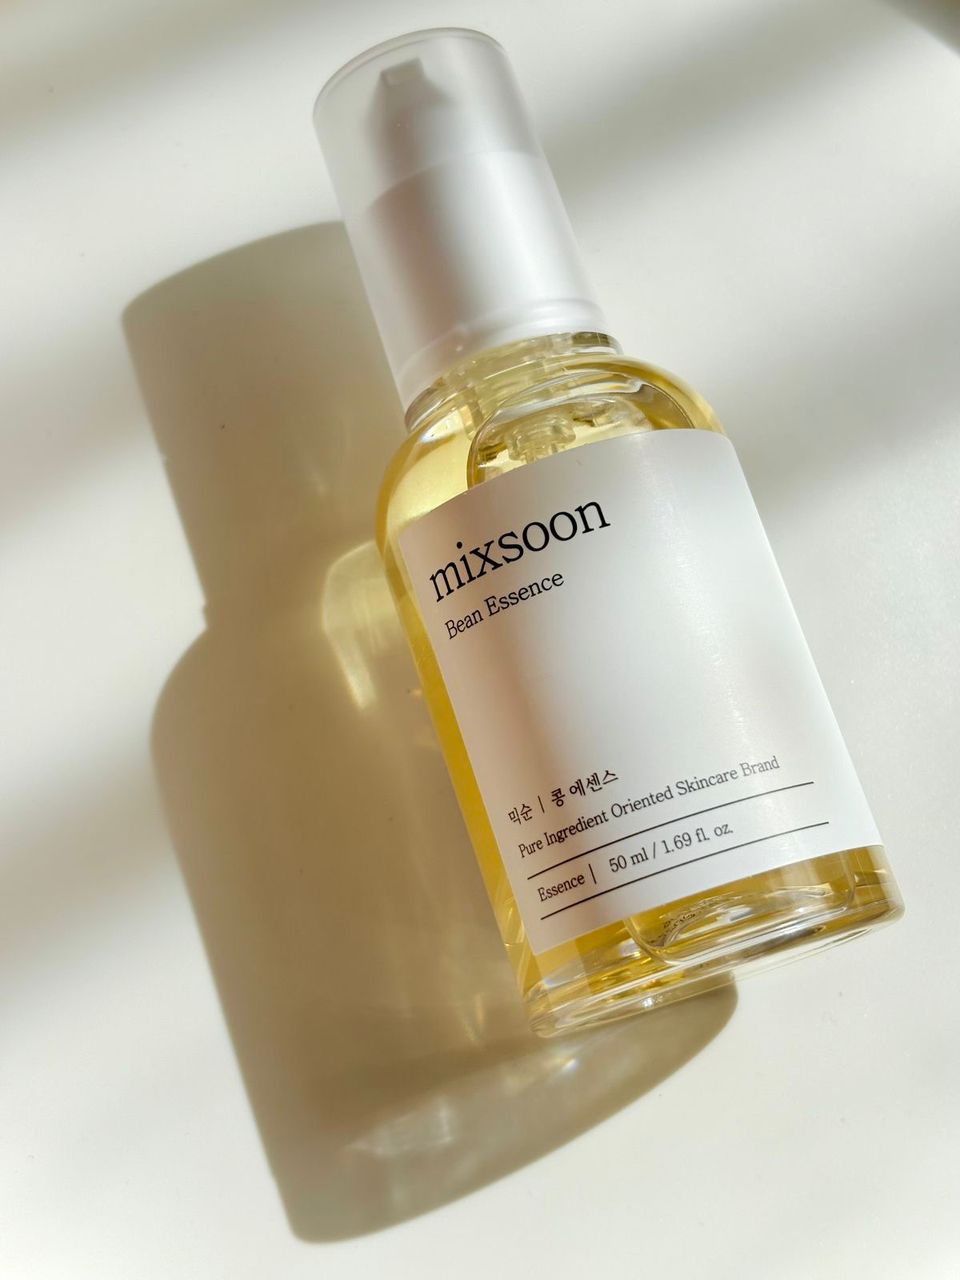 mixsoon
Bean Essence
믹순 | 콩 에센스
Pure Ingredient Oriented Skincare Brand
Essence | 50 ml / 1.69 fl. oz.